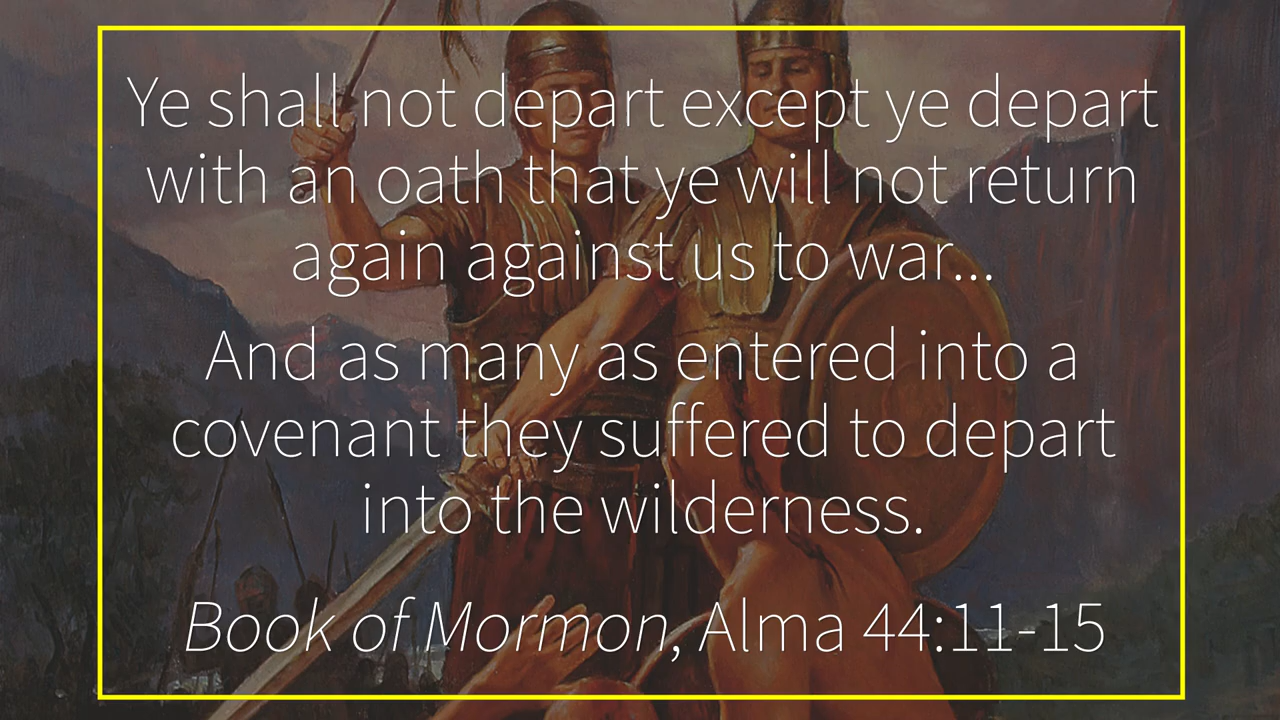 Ye shall not depart except ye depart
with an oath that ye will not return
again against us to war...
And as many as entered into a
covenant they suffered to depart
into the wilderness.
Book of Mormon, Alma 44:11-15